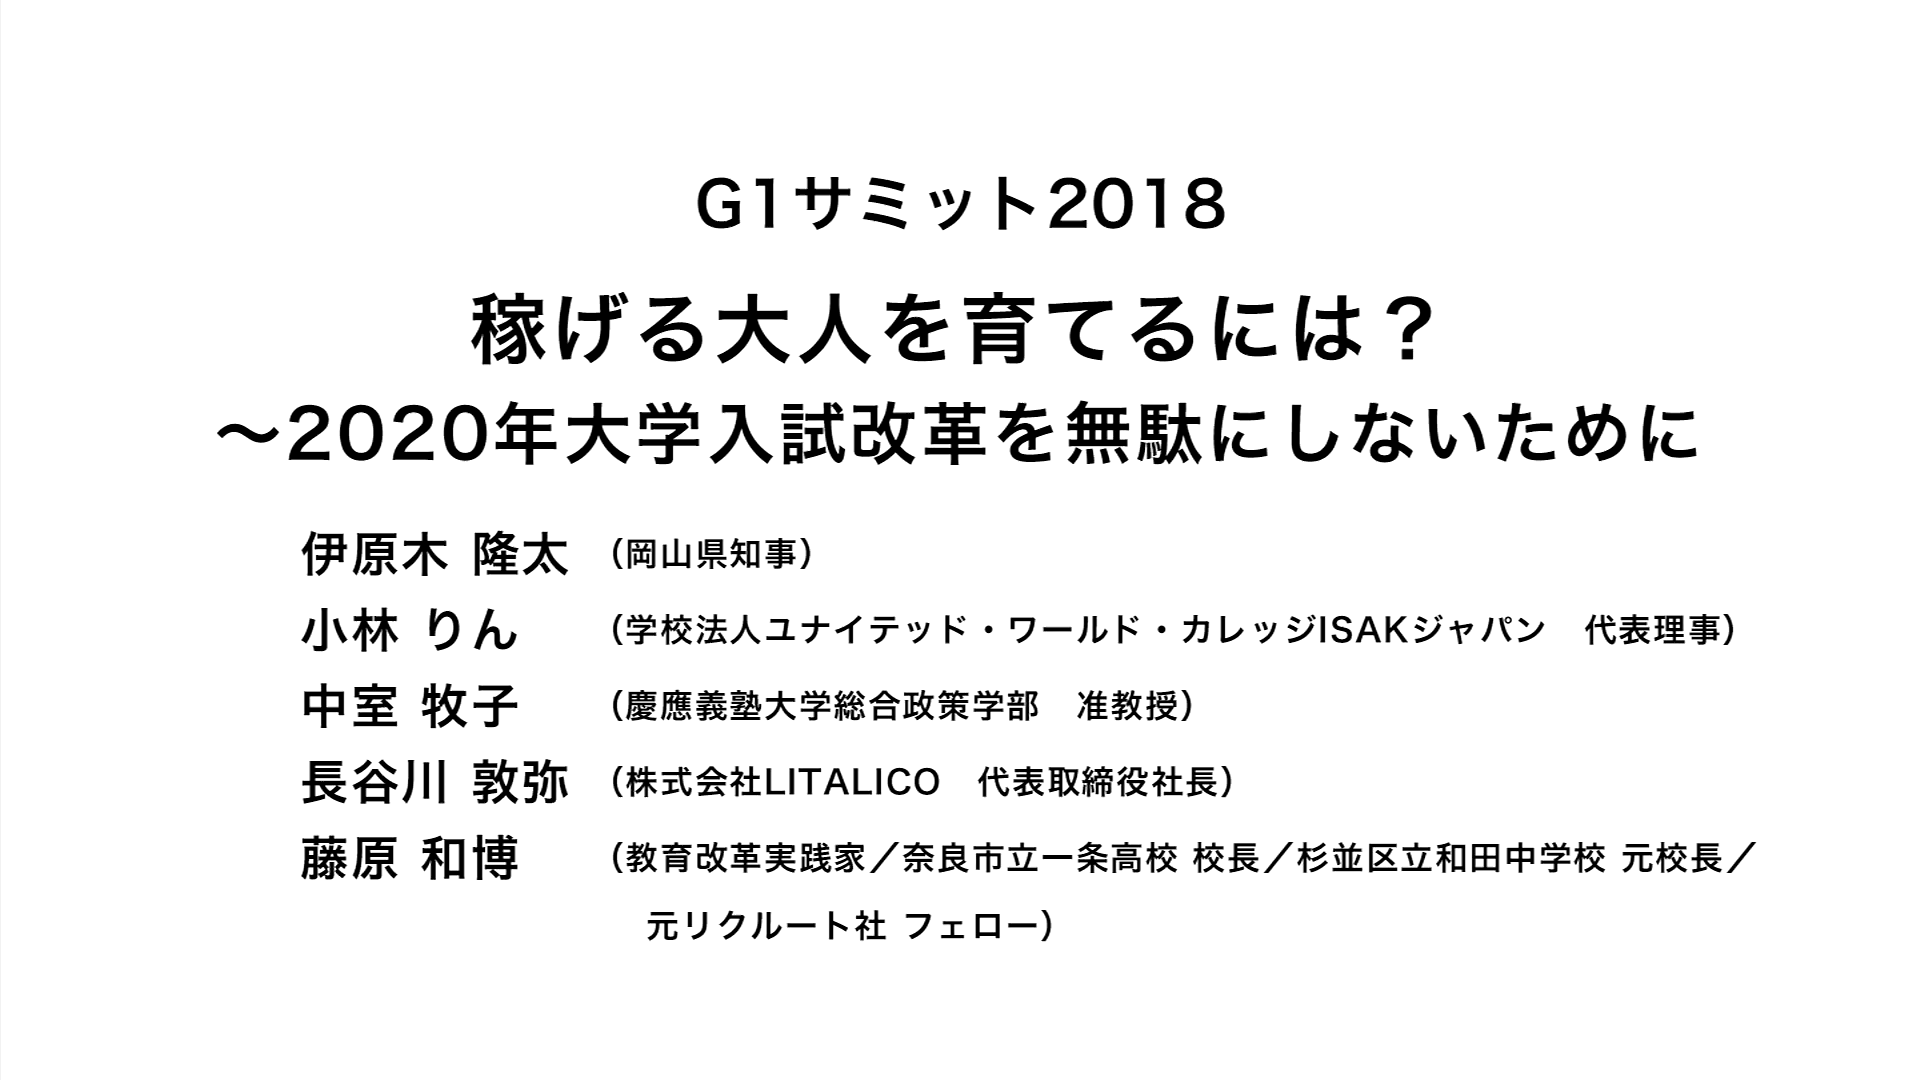 G1サミット2018
稼げる大人を育てるには？
〜2020年大学入試改革を無駄にしないために
伊原木 隆太 （岡山県知事）
小林 りん （学校法人ユナイテッド・ワールド・カレッジISAKジャパン　代表理事）
中室 牧子 （慶應義塾大学総合政策学部　准教授）
長谷川 敦弥 （株式会社LITALICO　代表取締役社長）
藤原 和博 （教育改革実践家／奈良市立一条高校 校長／杉並区立和田中学校 元校長／
元リクルート社 フェロー）